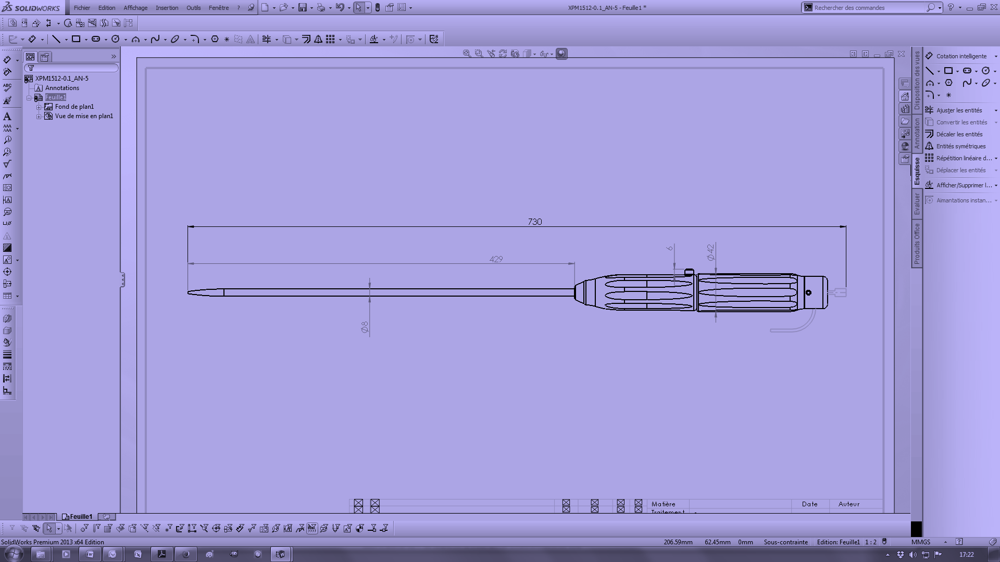 SOLIDWORKS
Fichier Edition Affichage Insertion Outils Fenêtre ?
XPM1512-0.1_AN-5 - Feuille1 *
Rechercher des commandes
XPM1512-0.1_AN-5
Annotations
Feuille1
Fond de plan1
Vue de mise en plan1
730
429
6
Ø42
Ø8
Matière
Date
Auteur
Traitement
Disposition des vues
Annotation
Esquisse
Evaluer
Produits Office
Cotation intelligente
Ajuster les entités
Convertir les entités
Décaler les entités
Entités symétriques
Répétition linéaire d...
Déplacer les entités
Afficher/Supprimer l...
Aimantations instan...
Feuille1
SolidWorks Premium 2013 x64 Edition
206.59mm 62.45mm 0mm Sous-contrainte Edition: Feuille1 1 : 2 MMGS
17:22